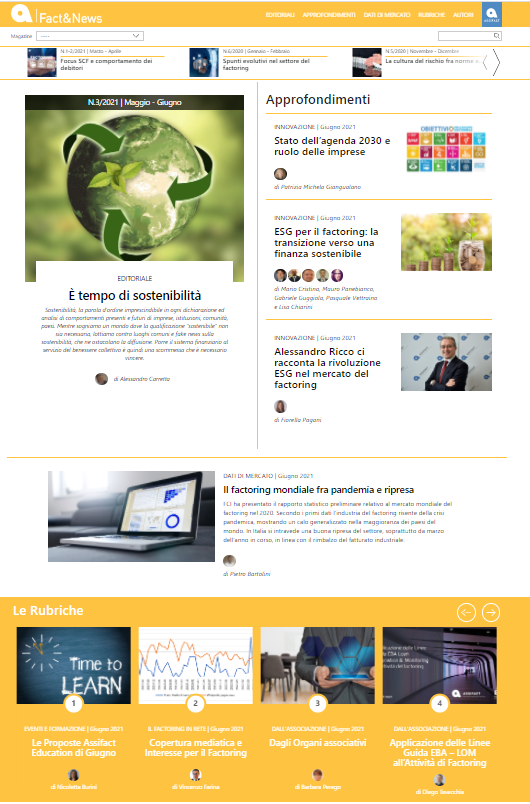 Fact&News
EDITORIALI APPROFONDIMENTI DATI DI MERCATO RUBRICHE AUTORI
ASSIFACT
Magazine
N.1-2/2021 | Marzo - Aprile
Focus SCF e comportamento dei
debitori
N.6/2020 | Gennaio - Febbraio
Spunti evolutivi nel settore del
factoring
N.5/2020 | Novembre - Dicembre
La cultura del rischio fra norme e
N.3/2021 | Maggio - Giugno
EDITORIALE
È tempo di sostenibilità
Sostenibilità, la parola d'ordine imprescindibile in ogni dichiarazione ed
analisi di comportamenti presenti e futuri di imprese, istituzioni, comunità,
paesi. Mentre sogniamo un mondo dove la qualificazione "sostenibile" non
sia necessaria, lottiamo contro luoghi comuni e fake news sulla
sostenibilità, che ne ostacolano la diffusione. Porre il sistema finanziario al
servizio del benessere collettivo è quindi una scommessa che è necessario
vincere.
di Alessandro Carretta
Approfondimenti
INNOVAZIONE | Giugno 2021
Stato dell'agenda 2030 e
ruolo delle imprese
di Patrizia Michela Giangualano
OBIETTIVI
INNOVAZIONE | Giugno 2021
ESG per il factoring: la
transizione verso una
finanza sostenibile
di Mario Cristina, Mauro Panebianco,
Gabriele Guggiola, Pasquale Vettraino
e Lisa Chiarini
INNOVAZIONE | Giugno 2021
Alessandro Ricco ci
racconta la rivoluzione
ESG nel mercato del
factoring
di Fiorella Pagani
DATI DI MERCATO | Giugno 2021
Il factoring mondiale fra pandemia e ripresa
FCI ha presentato il rapporto statistico preliminare relativo al mercato mondiale del
factoring nel 2020. Secondo i primi dati l'industria del factoring risente della crisi
pandemica, mostrando un calo generalizzato nella maggioranza dei paesi del
mondo. In Italia si intravede una buona ripresa del settore, soprattutto da marzo
dell'anno in corso, in linea con il rimbalzo del fatturato industriale.
di Pietro Bartolini
Le Rubriche
Time to
LEARN
1
EVENTI E FORMAZIONE | Giugno 2021
Le Proposte Assifact
Education di Giugno
di Nicoletta Burini
2
IL FACTORING IN RETE | Giugno 2021
Copertura mediatica e
Interesse per il Factoring
di Vincenzo Farina
3
DALL'ASSOCIAZIONE | Giugno 2021
Dagli Organi associativi
di Barbara Perego
4
DALL'ASSOCIAZIONE | Giugno 2021
Applicazione delle Linee
Guida EBA – LOM
all'Attività di Factoring
di Diego Tavecchia